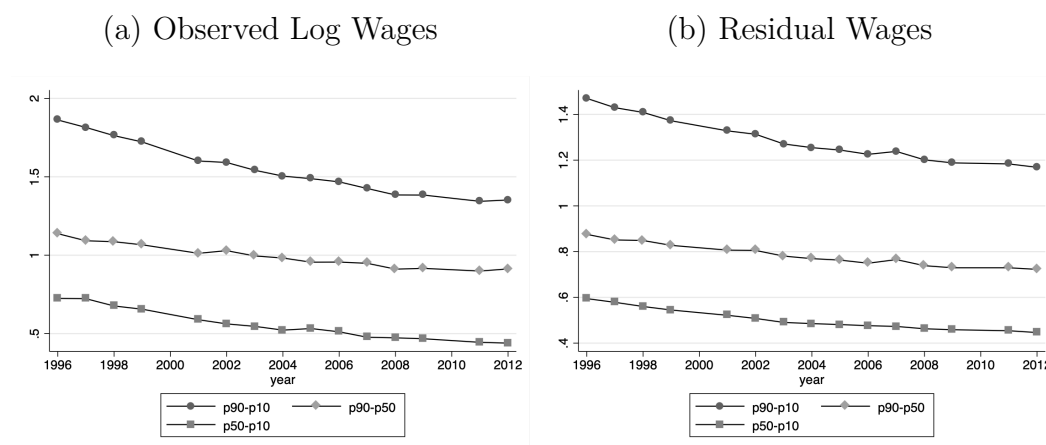 (a) Observed Log Wages
2
1.5
1
.5
1996 1998 2000 2002 2004 2006 2008 2010 2012
year
p90-p10 p90-p50
p50-p10
(b) Residual Wages
1.4
1.2
1
.8
.6
.4
1996 1998 2000 2002 2004 2006 2008 2010 2012
year
p90-p10 p90-p50
p50-p10